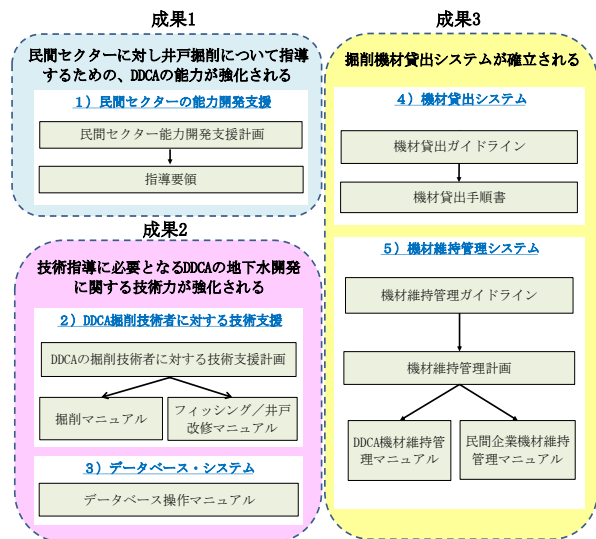 成果1
民間セクターに対し井戸掘削について指導
するための、DDCAの能力が強化される
1）民間セクターの能力開発支援
民間セクター能力開発支援計画
指導要領
成果2
技術指導に必要となるDDCAの地下水開発
に関する技術力が強化される
2）DDCA掘削技術者に対する技術支援
DDCAの掘削技術者に対する技術支援計画
掘削マニュアル
フィッシング／井戸
改修マニュアル
3）データベース・システム
データベース操作マニュアル
成果3
掘削機材貸出システムが確立される
4）機材貸出システム
機材貸出ガイドライン
機材貸出手順書
5）機材維持管理システム
機材維持管理ガイドライン
機材維持管理計画
DDCA機材維持管
理マニュアル
民間企業機材維持
管理マニュアル